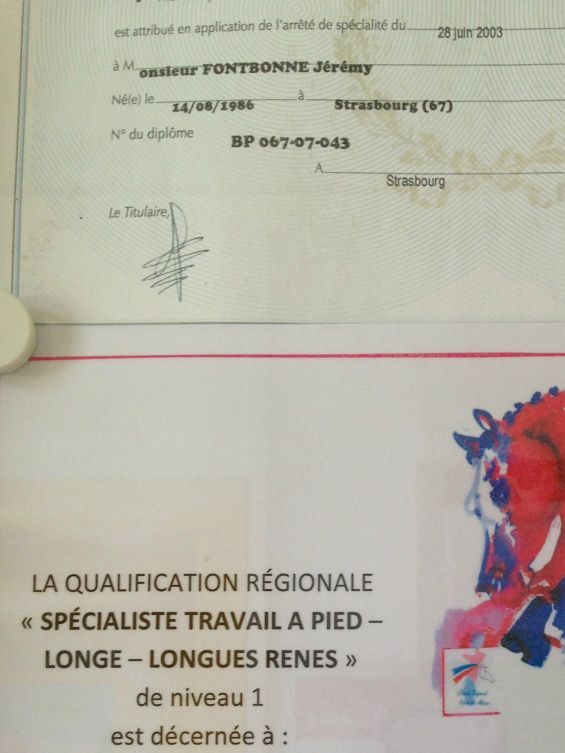 est attribué en application de l'arrêté de spécialité du 28 juin 2003
à Monsieur FONTBONNE Jérémy
Né(e) le 14/08/1986 à Strasbourg (67)
N° du diplôme BP 067-07-043
A Strasbourg
Le Titulaire,
LA QUALIFICATION RÉGIONALE
« SPÉCIALISTE TRAVAIL A PIED –
LONGE – LONGUES RENES »
de niveau 1
est décernée à :